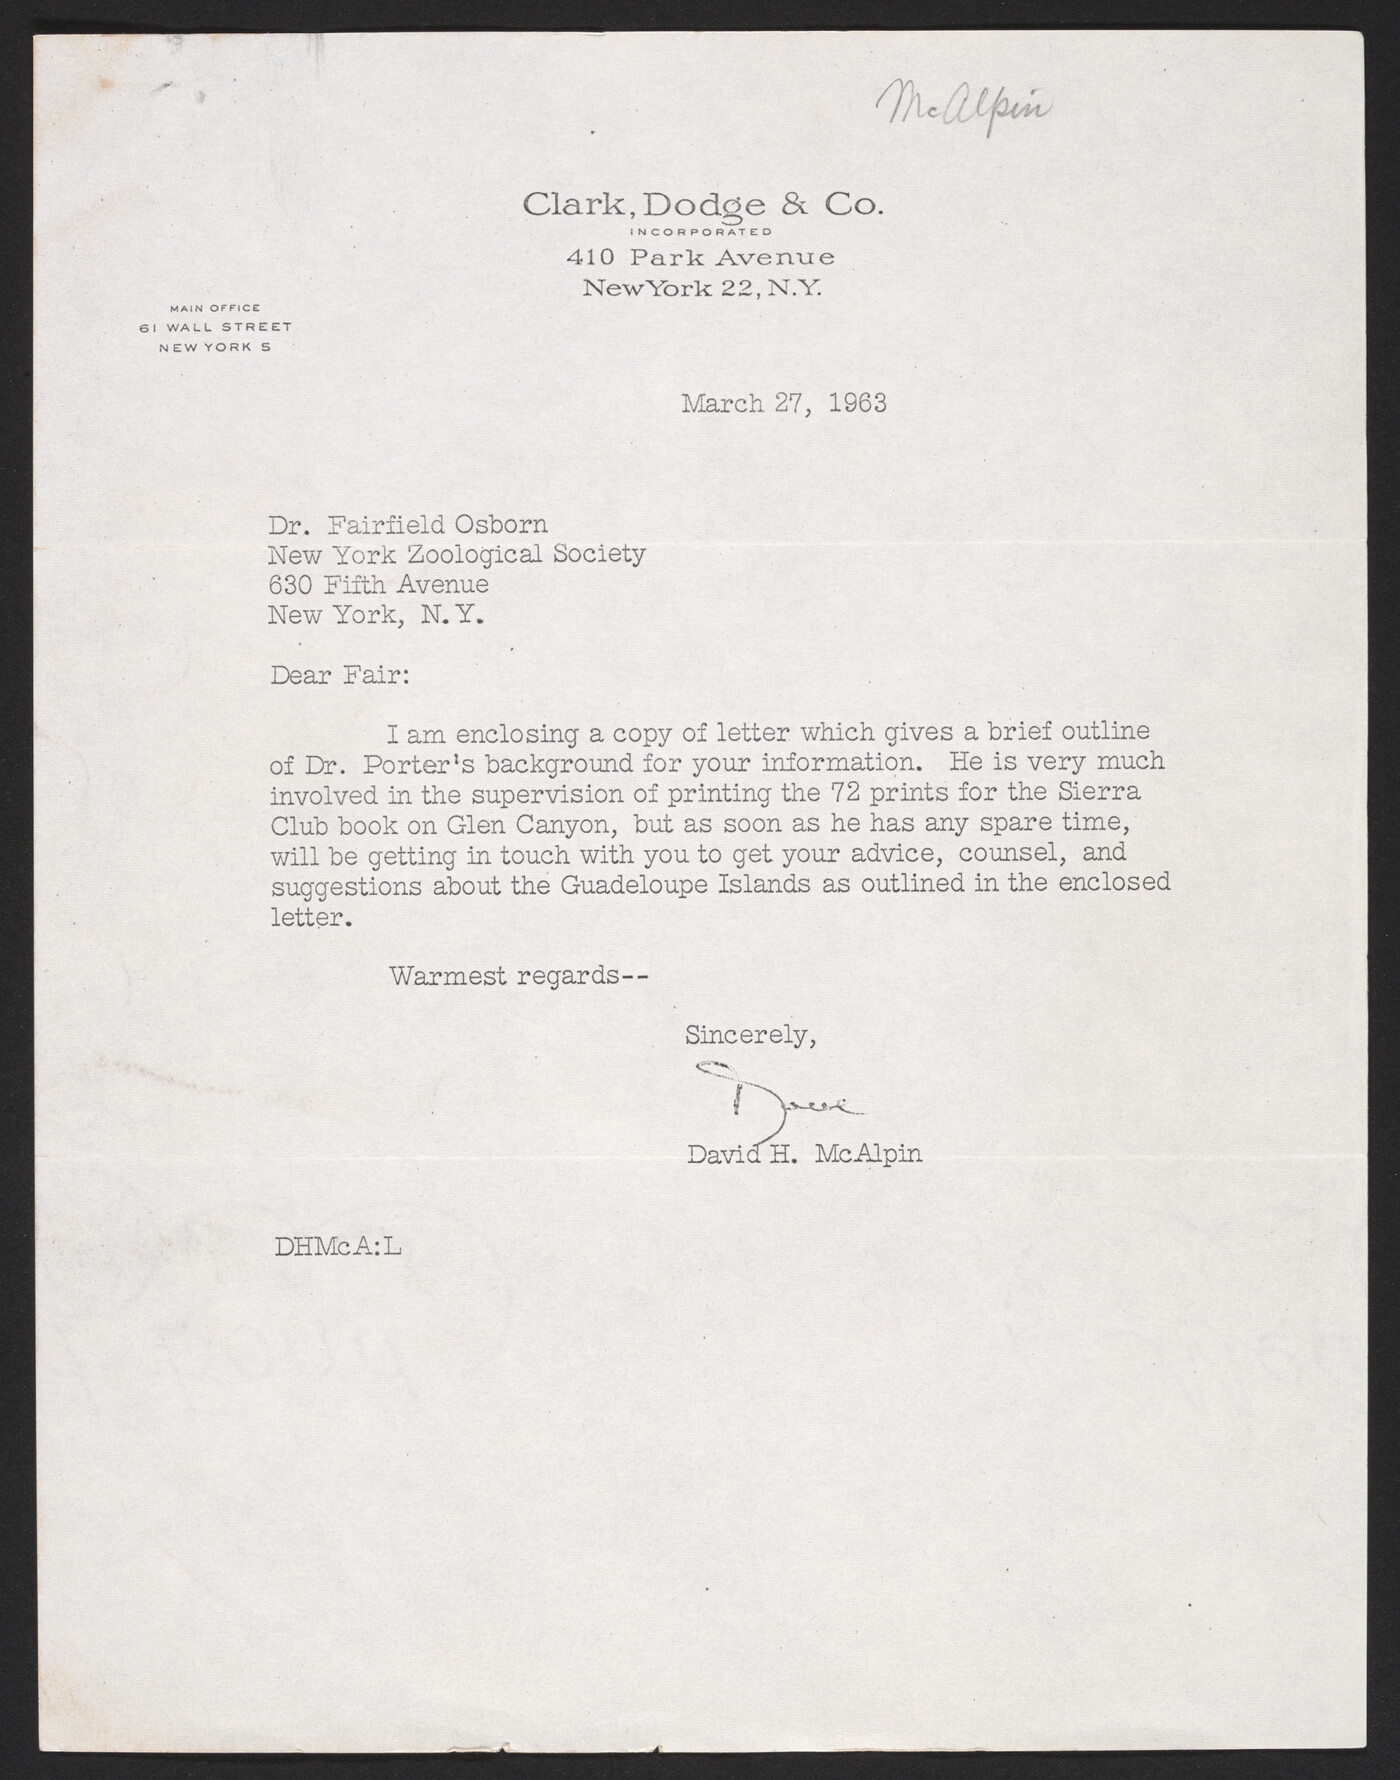 McAlpin
Clark, Dodge & Co.
INCORPORATED
410 Park Avenue
New York 22, N.Y.
MAIN OFFICE
61 WALL STREET
NEW YORK 5
March 27, 1963
Dr. Fairfield Osborn
New York Zoological Society
630 Fifth Avenue
New York, N.Y.
Dear Fair:
I am enclosing a copy of letter which gives a brief outline
of Dr. Porter's background for your information. He is very much
involved in the supervision of printing the 72 prints for the Sierra
Club book on Glen Canyon, but as soon as he has any spare time,
will be getting in touch with you to get your advice, counsel, and
suggestions about the Guadeloupe Islands as outlined in the enclosed
letter.
Warmest regards--
Sincerely,
Dave
David H. McAlpin
DHMcA:L